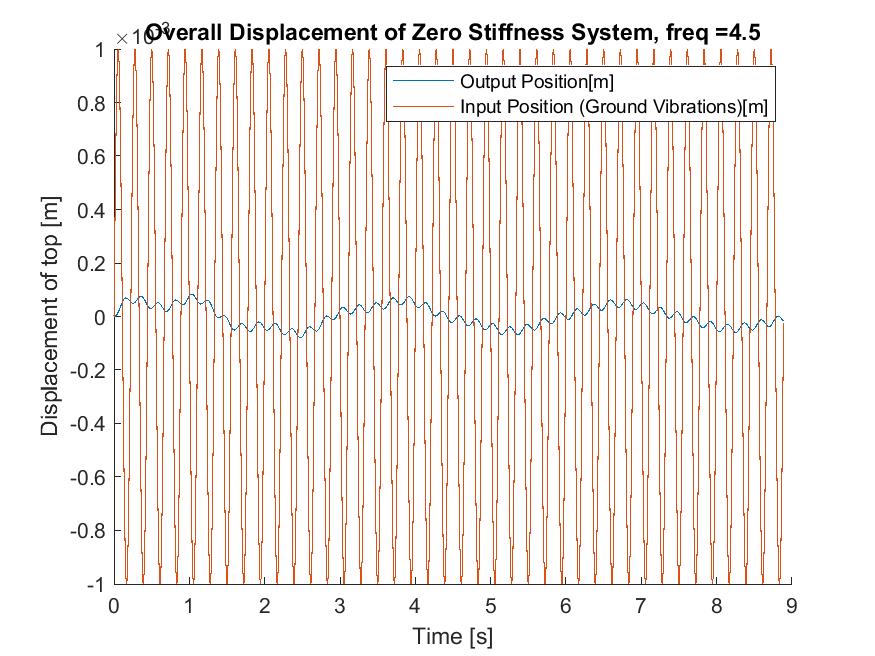 ×10-3
Overall Displacement of Zero Stiffness System, freq =4.5
Output Position[m]
Input Position (Ground Vibrations)[m]
Displacement of top [m]
1
0.8
0.6
0.4
0.2
0
-0.2
-0.4
-0.6
-0.8
-1
0 1 2 3 4 5 6 7 8 9
Time [s]